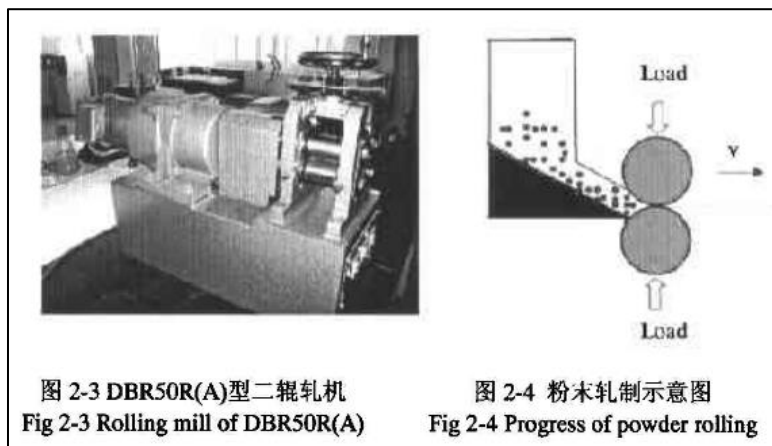 Load
v
Load
图 2-3 DBR50R(A)型二辊轧机
Fig 2-3 Rolling mill of DBR50R(A)
图 2-4 粉末轧制示意图
Fig 2-4 Progress of powder rolling